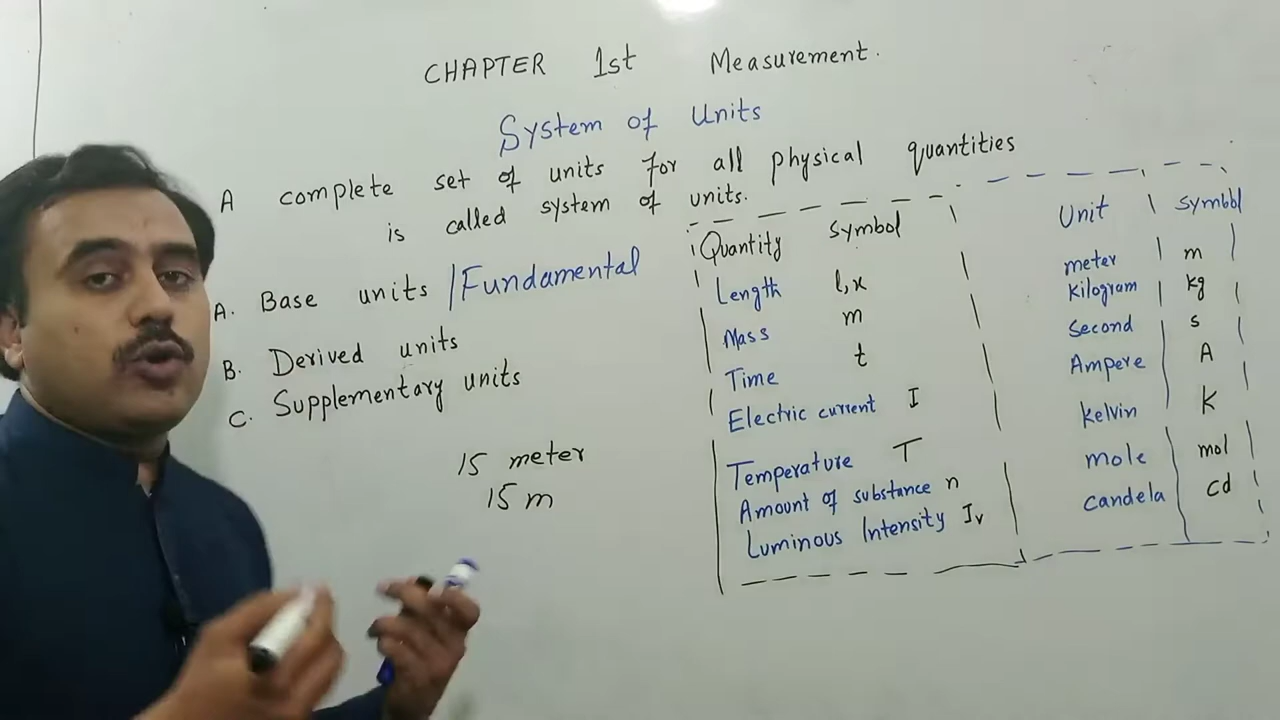 CHAPTER 1st Measurement.
System of Units
A complete set of units for all physical quantities
is called system of units.
A. Base units /Fundamental
B. Derived units
C. Supplementary units
15 meter
15 m
Quantity symbol Unit symbol
Length l,x meter m
Mass m kilogram kg
Time t Second s
Electric current I Ampere A
Temperature T kelvin K
Amount of substance n mole mol
Luminous Intensity Iv candela cd